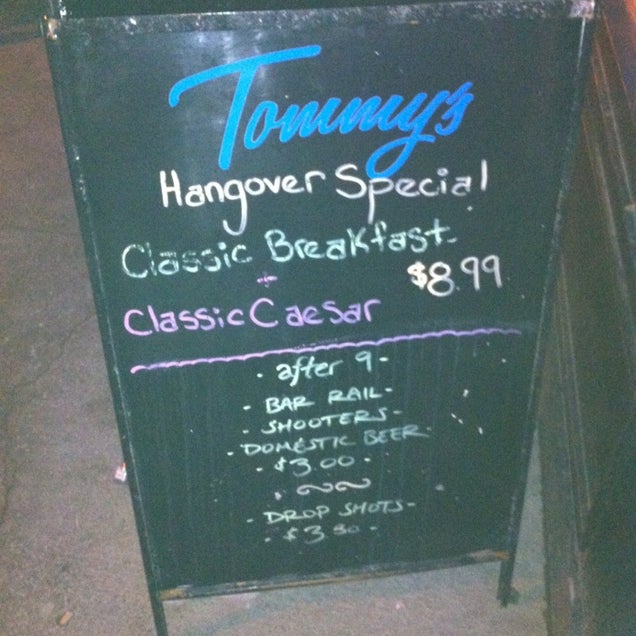 Tommy's
Hangover Special
Classic Breakfast
+
$8.99
Classic Caesar
- after 9 -
- BAR RAIL -
- SHOOTERS -
- DOMESTIC BEER -
- $3.00 -
- DROP SHOTS -
- $3.50 -